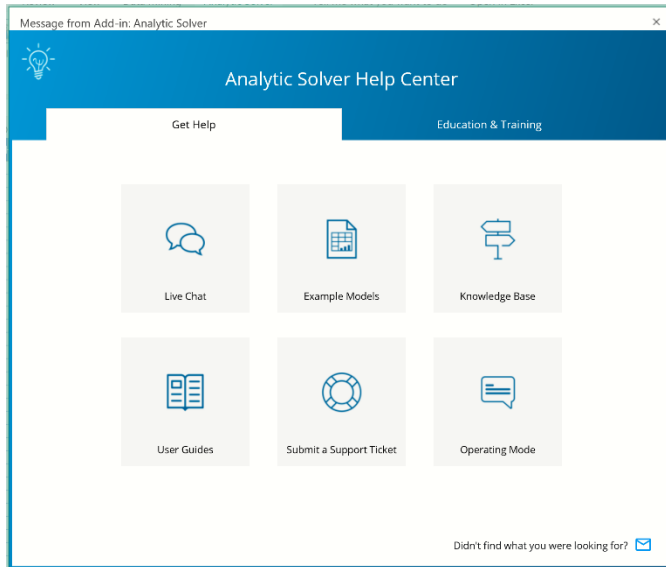 Message from Add-in: Analytic Solver
Analytic Solver Help Center
Get Help
Education & Training
Live Chat
Example Models
Knowledge Base
User Guides
Submit a Support Ticket
Operating Mode
Didn't find what you were looking for?